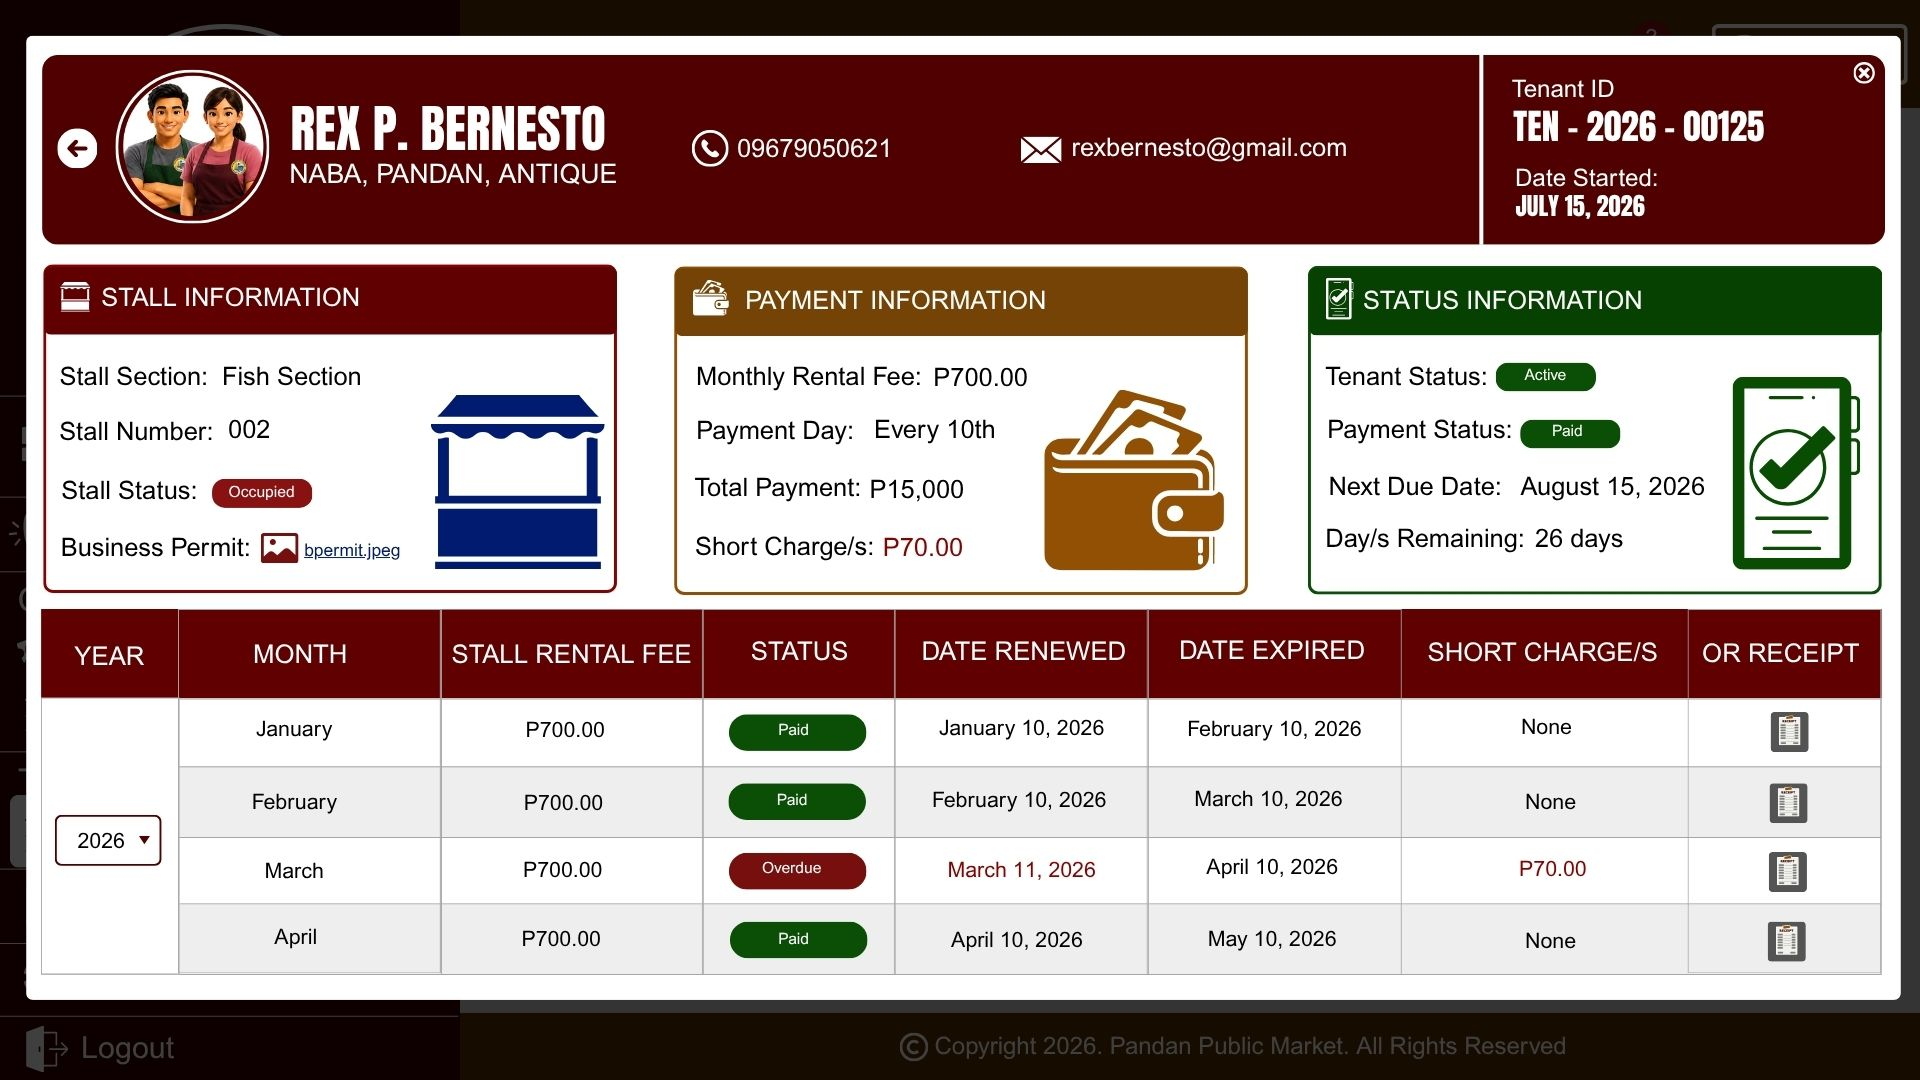 REX P. BERNESTO
NABA, PANDAN, ANTIQUE
09679050621
rexbernesto@gmail.com
Tenant ID
TEN - 2026 - 00125
Date Started:
JULY 15, 2026
STALL INFORMATION
Stall Section: Fish Section
Stall Number: 002
Stall Status: Occupied
Business Permit: bpermit.jpeg
PAYMENT INFORMATION
Monthly Rental Fee: P700.00
Payment Day: Every 10th
Total Payment: P15,000
Short Charge/s: P70.00
STATUS INFORMATION
Tenant Status: Active
Payment Status: Paid
Next Due Date: August 15, 2026
Day/s Remaining: 26 days
YEAR MONTH STALL RENTAL FEE STATUS DATE RENEWED DATE EXPIRED SHORT CHARGE/S OR RECEIPT
January P700.00 Paid January 10, 2026 February 10, 2026 None
February P700.00 Paid February 10, 2026 March 10, 2026 None
2026
March P700.00 Overdue March 11, 2026 April 10, 2026 P70.00
April P700.00 Paid April 10, 2026 May 10, 2026 None
Logout
© Copyright 2026. Pandan Public Market. All Rights Reserved